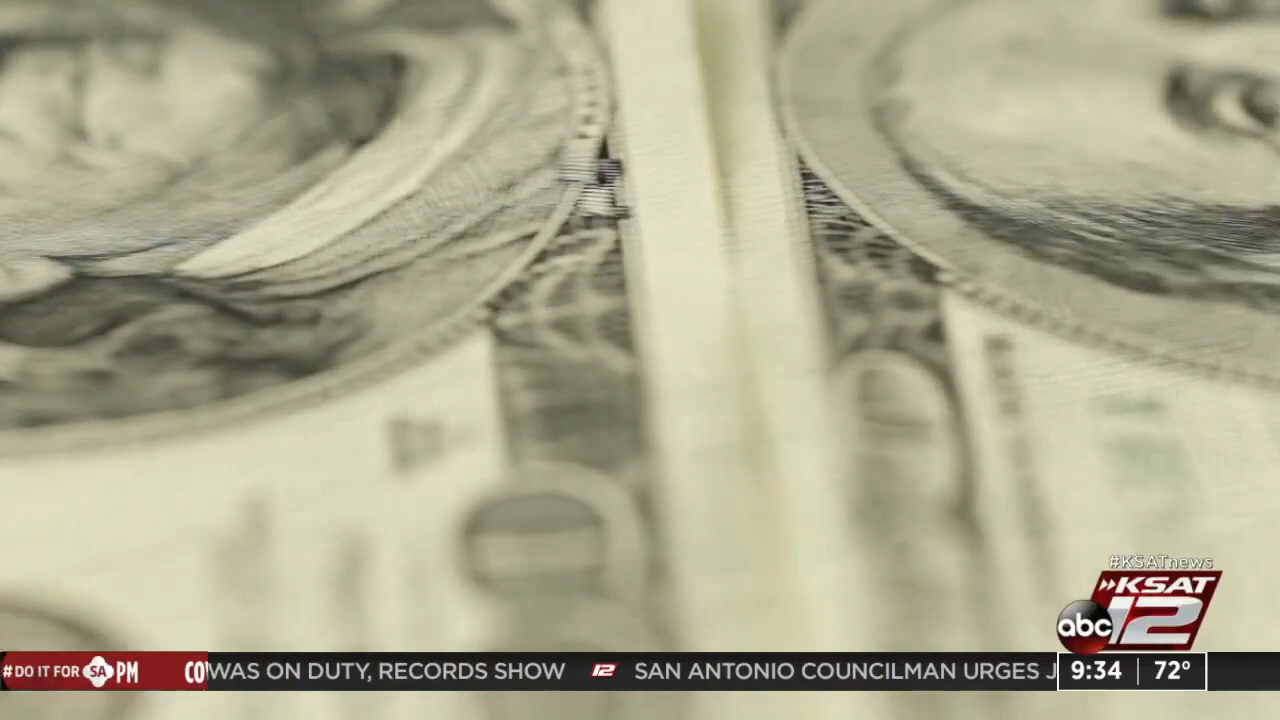 #KSATnews
KSAT
abc 12
#DO IT FOR SA PM
CO
WAS ON DUTY, RECORDS SHOW 12 SAN ANTONIO COUNCILMAN URGES J
9:34 72°